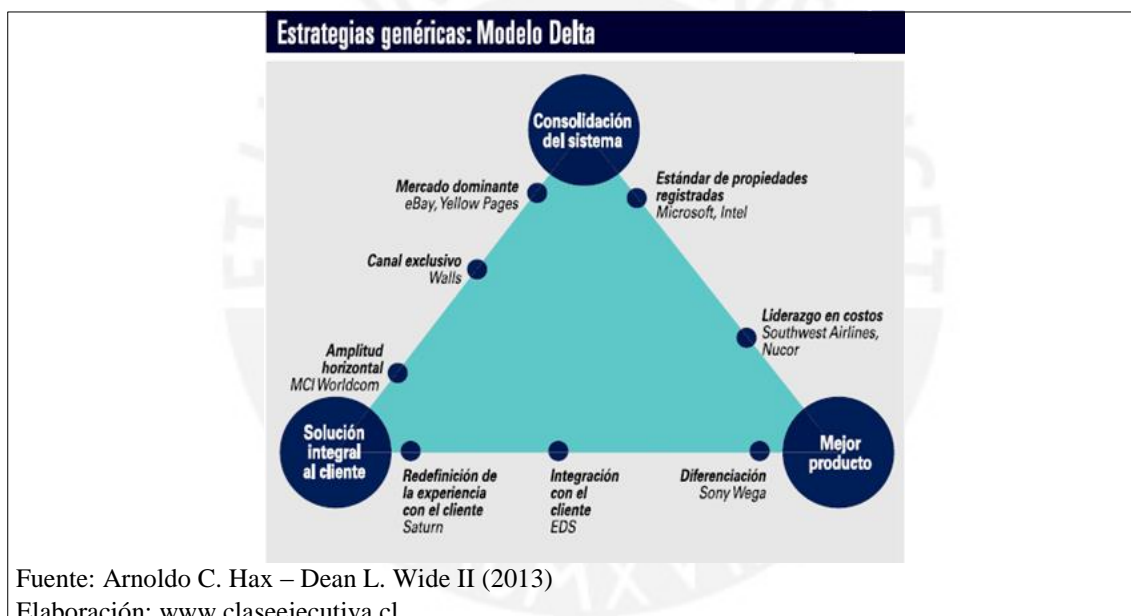 Estrategias genéricas: Modelo Delta
Consolidación
del sistema
Mercado dominante
eBay, Yellow Pages
Estándar de propiedades
registradas
Microsoft, Intel
Canal exclusivo
Walls
Liderazgo en costos
Southwest Airlines,
Nucor
Amplitud
horizontal
MCI Worldcom
Solución
integral
al cliente
Mejor
producto
Redefinición de
la experiencia
con el cliente
Saturn
Integración
con el
cliente
EDS
Diferenciación
Sony Wega
Fuente: Arnoldo C. Hax – Dean L. Wide II (2013)
Elaboración: www.claseejecutiva.cl